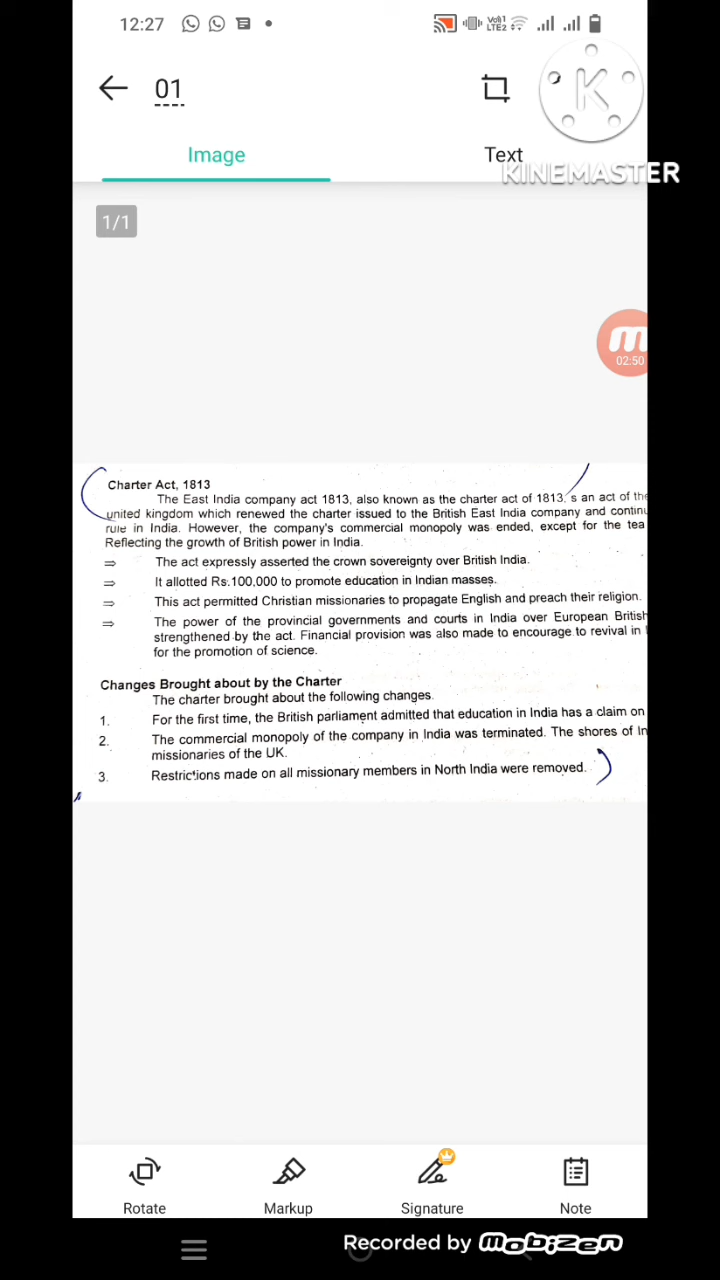 12:27 Vo)) 1 LTE2
01
Image Text
KINEMASTER
1/1
02:50
Charter Act, 1813
The East India company act 1813, also known as the charter act of 1813. s an act of the
united kingdom which renewed the charter issued to the British East India company and continu
rule in India. However, the company's commercial monopoly was ended, except for the tea
Reflecting the growth of British power in India.
⇒ The act expressly asserted the crown sovereignty over British India.
⇒ It allotted Rs.100,000 to promote education in Indian masses.
⇒ This act permitted Christian missionaries to propagate English and preach their religion.
⇒ The power of the provincial governments and courts in India over European British
strengthened by the act. Financial provision was also made to encourage to revival in
for the promotion of science.
Changes Brought about by the Charter
The charter brought about the following changes.
1. For the first time, the British parliament admitted that education in India has a claim on
2. The commercial monopoly of the company in India was terminated. The shores of In
missionaries of the UK.
3. Restrictions made on all missionary members in North India were removed.
Rotate Markup Signature Note
Recorded by mobizen